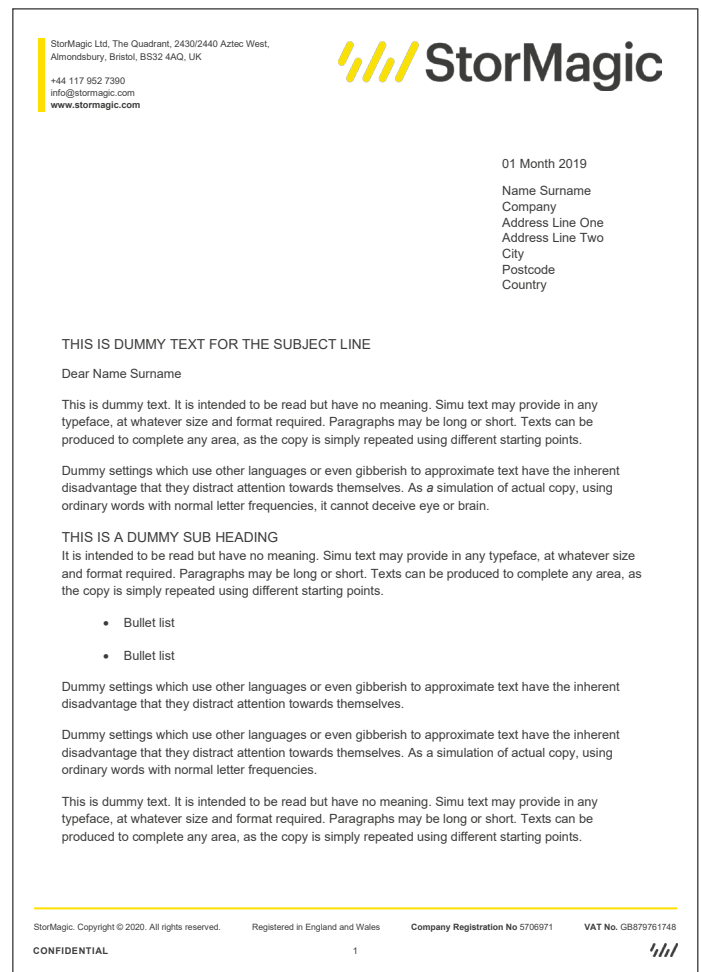 StorMagic Ltd, The Quadrant, 2430/2440 Aztec West,
Almondsbury, Bristol, BS32 4AQ, UK
+44 117 952 7390
info@stormagic.com
www.stormagic.com
StorMagic
01 Month 2019
Name Surname
Company
Address Line One
Address Line Two
City
Postcode
Country
THIS IS DUMMY TEXT FOR THE SUBJECT LINE
Dear Name Surname
This is dummy text. It is intended to be read but have no meaning. Simu text may provide in any
typeface, at whatever size and format required. Paragraphs may be long or short. Texts can be
produced to complete any area, as the copy is simply repeated using different starting points.
Dummy settings which use other languages or even gibberish to approximate text have the inherent
disadvantage that they distract attention towards themselves. As a simulation of actual copy, using
ordinary words with normal letter frequencies, it cannot deceive eye or brain.
THIS IS A DUMMY SUB HEADING
It is intended to be read but have no meaning. Simu text may provide in any typeface, at whatever size
and format required. Paragraphs may be long or short. Texts can be produced to complete any area, as
the copy is simply repeated using different starting points.
• Bullet list
• Bullet list
Dummy settings which use other languages or even gibberish to approximate text have the inherent
disadvantage that they distract attention towards themselves.
Dummy settings which use other languages or even gibberish to approximate text have the inherent
disadvantage that they distract attention towards themselves. As a simulation of actual copy, using
ordinary words with normal letter frequencies.
This is dummy text. It is intended to be read but have no meaning. Simu text may provide in any
typeface, at whatever size and format required. Paragraphs may be long or short. Texts can be
produced to complete any area, as the copy is simply repeated using different starting points.
StorMagic. Copyright © 2020. All rights reserved. Registered in England and Wales Company Registration No 5706971 VAT No. GB879761748
CONFIDENTIAL 1